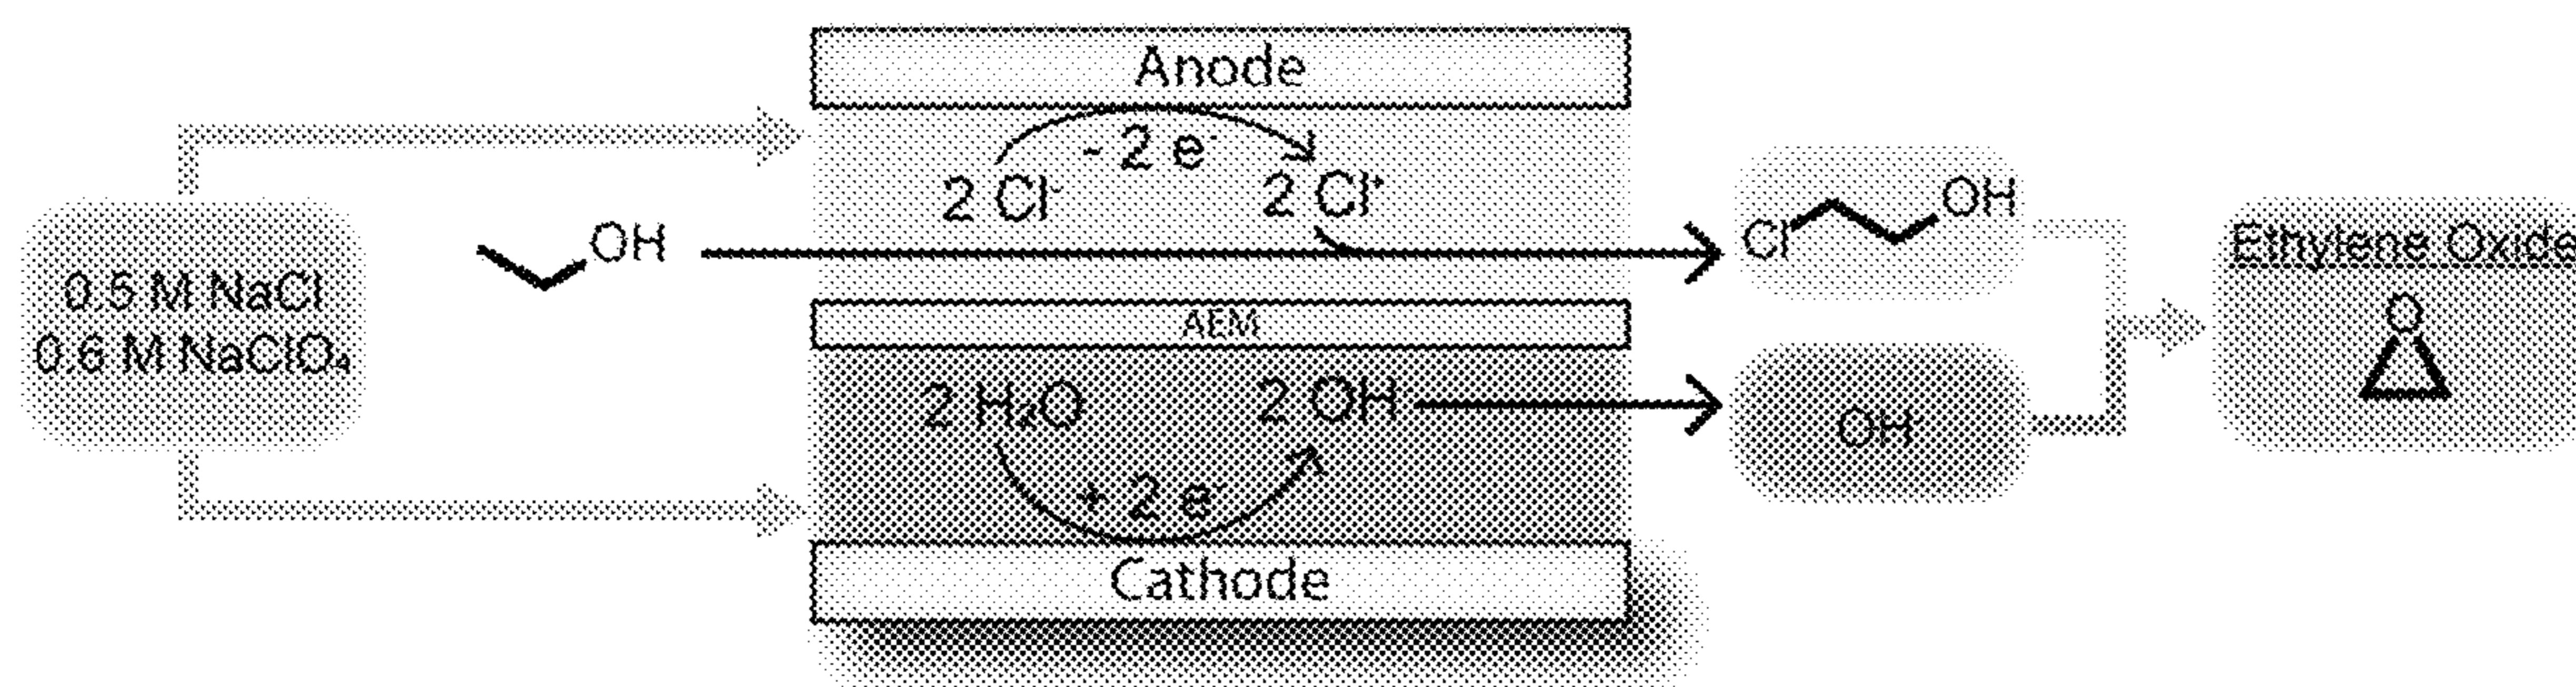 Anode
- 2 e-
2 Cl- 2 Cl+
OH
Cl OH
0.5 M NaCl
0.6 M NaClO₄
Ethylene Oxide
O
AEM
2 H₂O 2 OH-
OH-
+ 2 e-
Cathode